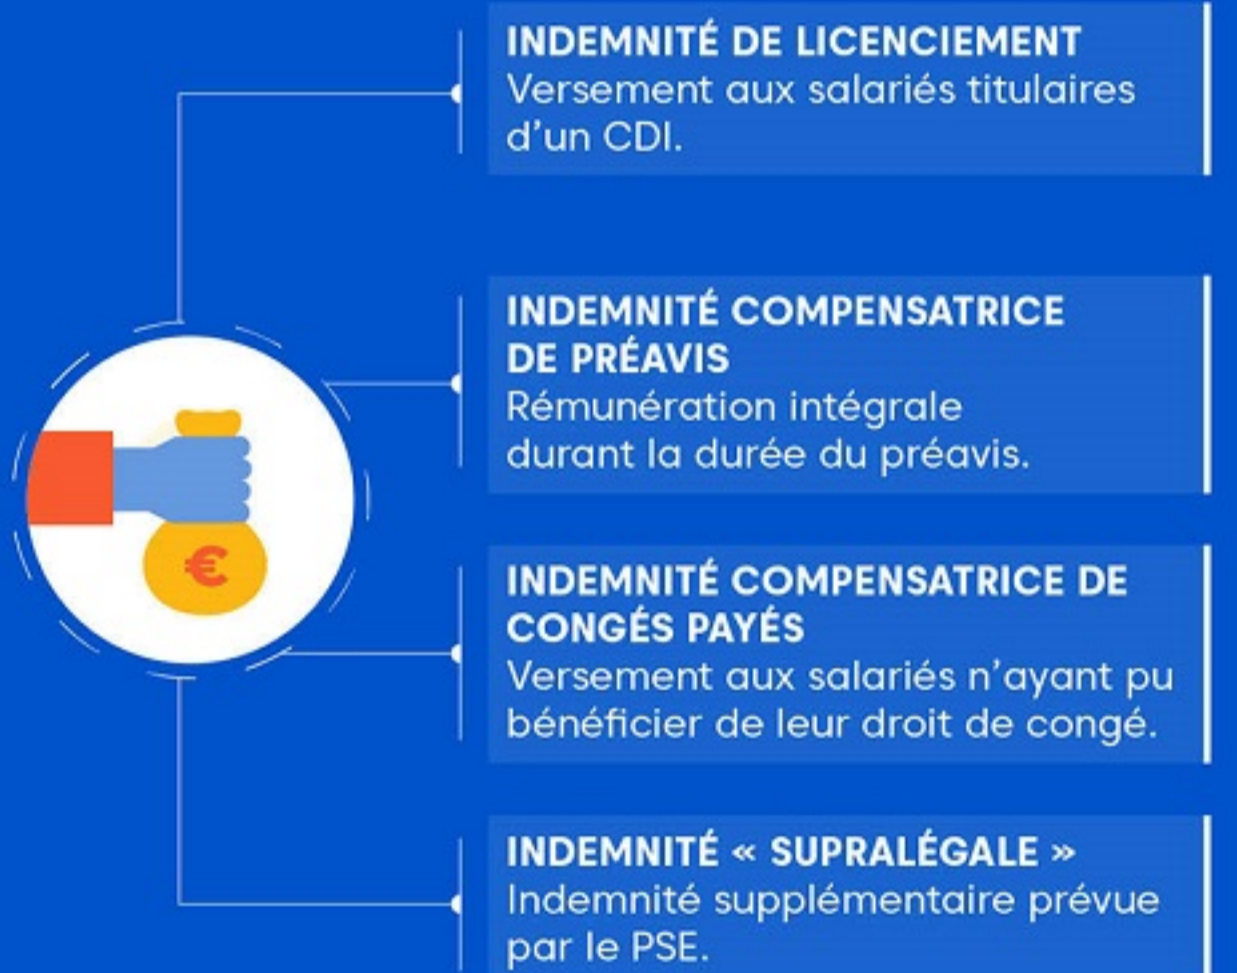 INDEMNITÉ DE LICENCIEMENT
Versement aux salariés titulaires
d’un CDI.
INDEMNITÉ COMPENSATRICE
DE PRÉAVIS
Rémunération intégrale
durant la durée du préavis.
€
INDEMNITÉ COMPENSATRICE DE
CONGÉS PAYÉS
Versement aux salariés n’ayant pu
bénéficier de leur droit de congé.
INDEMNITÉ « SUPRALÉGALE »
Indemnité supplémentaire prévue
par le PSE.